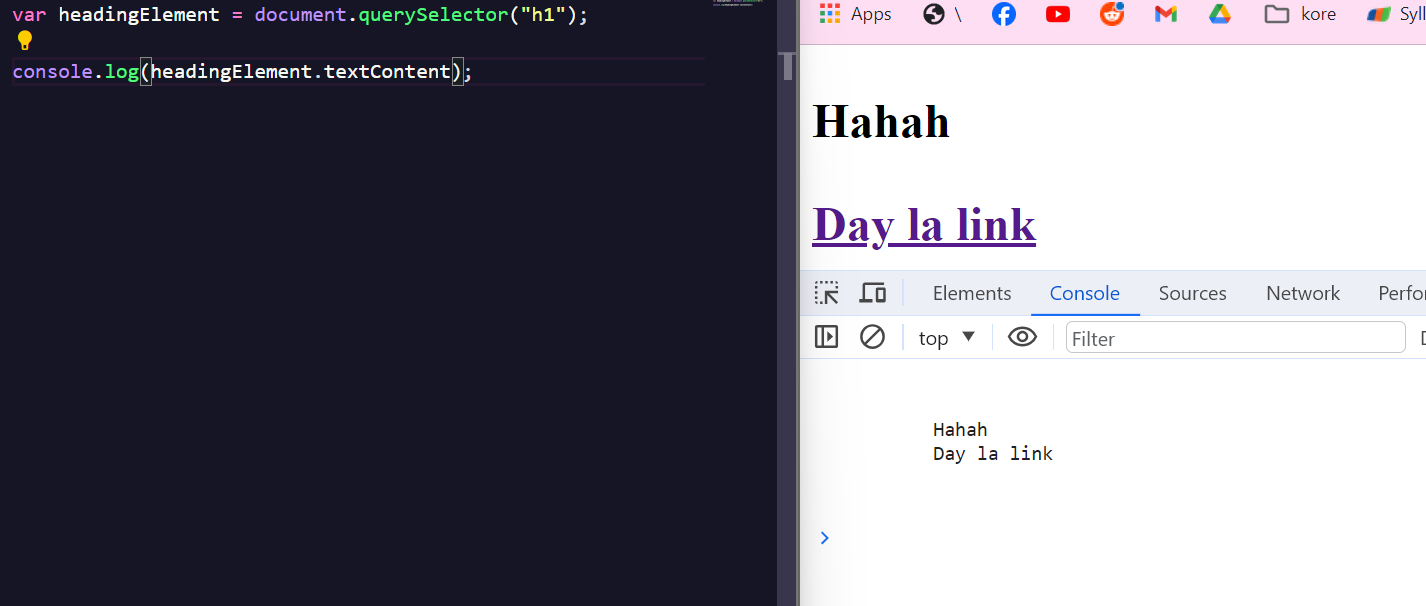 var headingElement = document.querySelector("h1");
console.log(headingElement.textContent);
Apps \ kore Syll
Hahah
Day la link
Elements Console Sources Network Perfor
top Filter
Hahah
Day la link